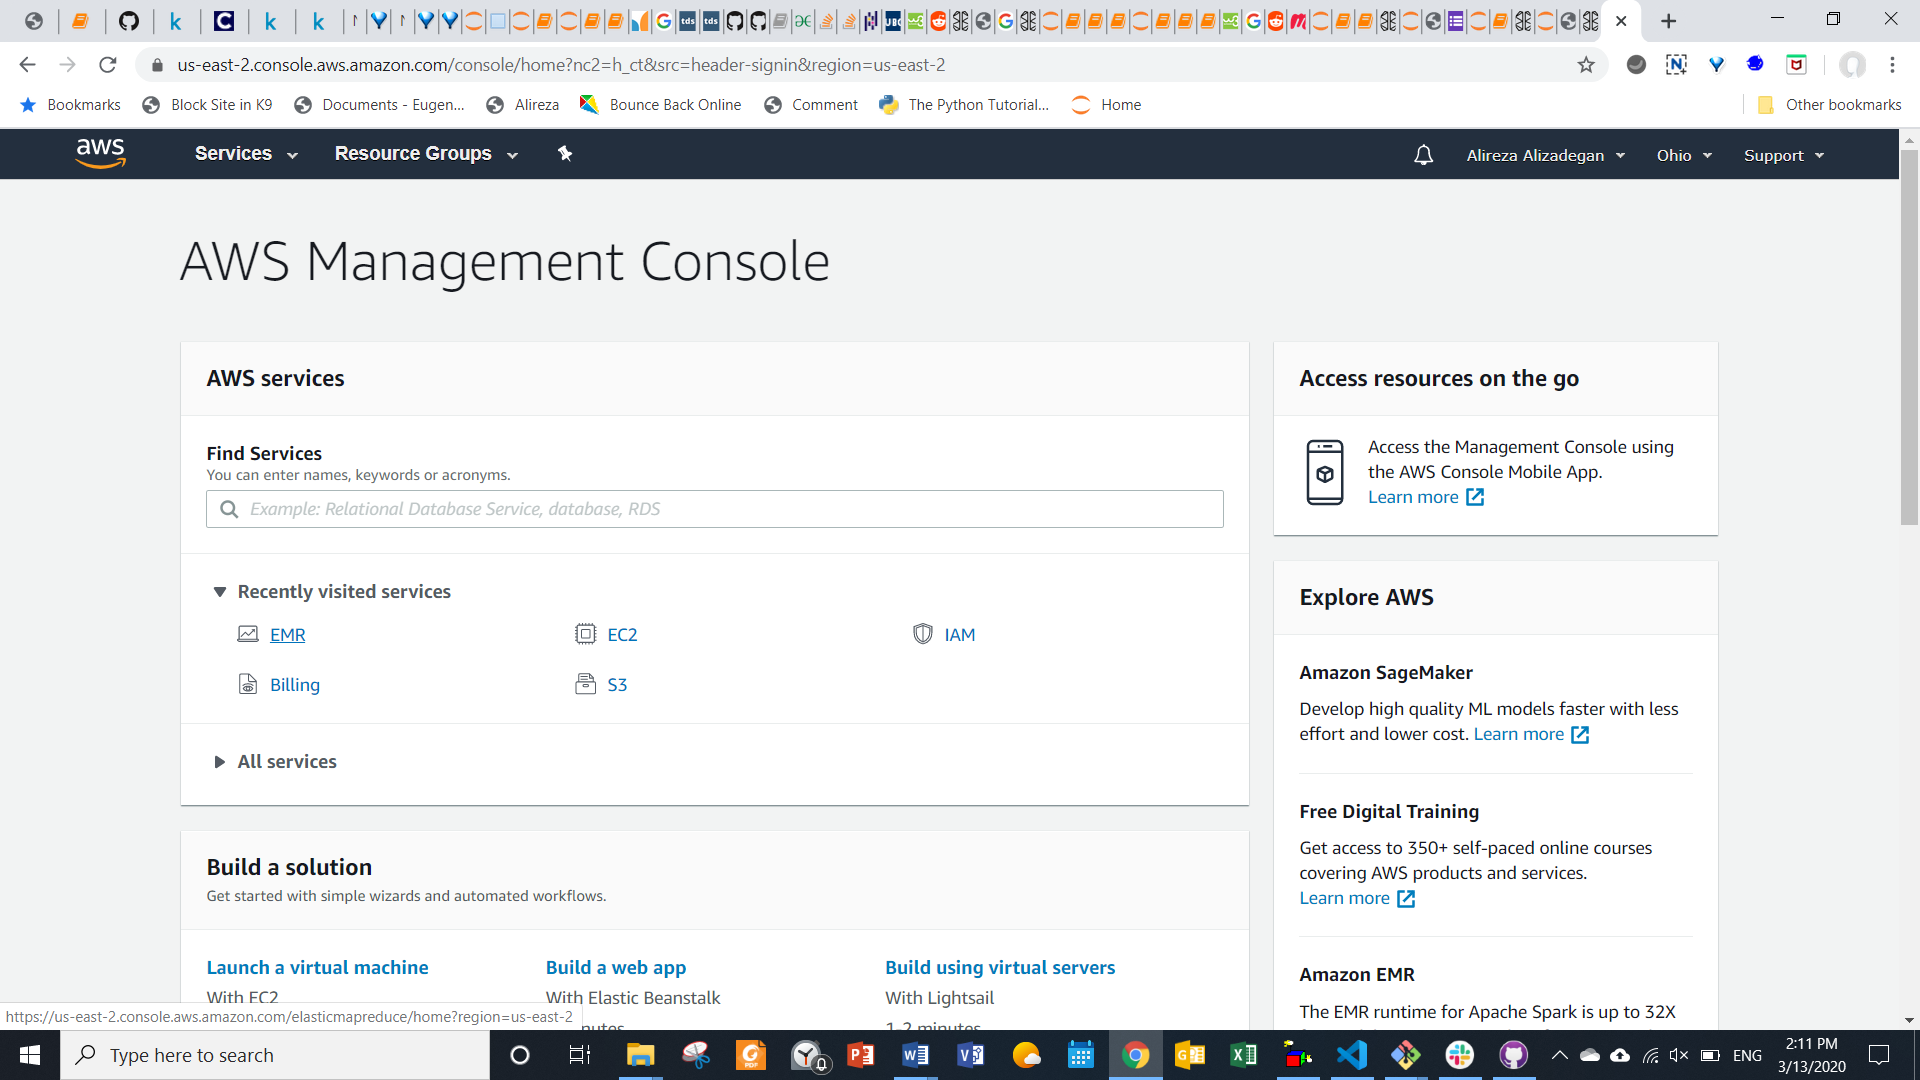 us-east-2.console.aws.amazon.com/console/home?nc2=h_ct&src=header-signin&region=us-east-2
Bookmarks Block Site in K9 Documents - Eugen... Alireza Bounce Back Online Comment The Python Tutorial... Home Other bookmarks
aws Services Resource Groups Alireza Alizadegan Ohio Support
AWS Management Console
AWS services
Find Services
You can enter names, keywords or acronyms.
Example: Relational Database Service, database, RDS
Recently visited services
EMR EC2 IAM
Billing S3
All services
Build a solution
Get started with simple wizards and automated workflows.
Launch a virtual machine Build a web app Build using virtual servers
With EC2 With Elastic Beanstalk With Lightsail
1-2 minutes
Access resources on the go
Access the Management Console using
the AWS Console Mobile App.
Learn more
Explore AWS
Amazon SageMaker
Develop high quality ML models faster with less
effort and lower cost. Learn more
Free Digital Training
Get access to 350+ self-paced online courses
covering AWS products and services.
Learn more
Amazon EMR
The EMR runtime for Apache Spark is up to 32X
https://us-east-2.console.aws.amazon.com/elasticmapreduce/home?region=us-east-2
Type here to search
ENG
2:11 PM
3/13/2020